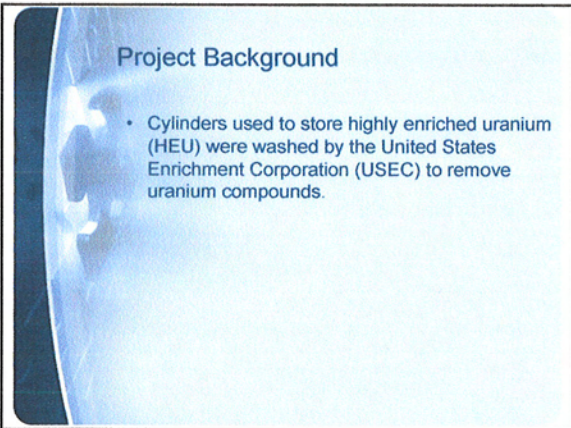 Project Background
• Cylinders used to store highly enriched uranium
(HEU) were washed by the United States
Enrichment Corporation (USEC) to remove
uranium compounds.